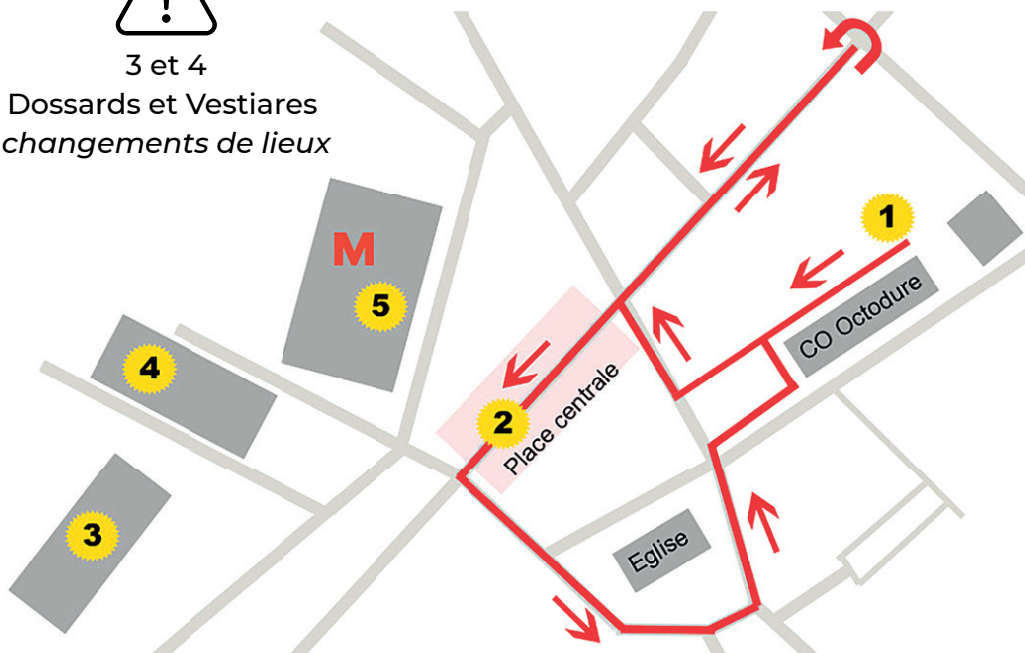 !
3 et 4
Dossards et Vestiares
changements de lieux
M
5
4
3
2
Place centrale
1
CO Octodure
Eglise